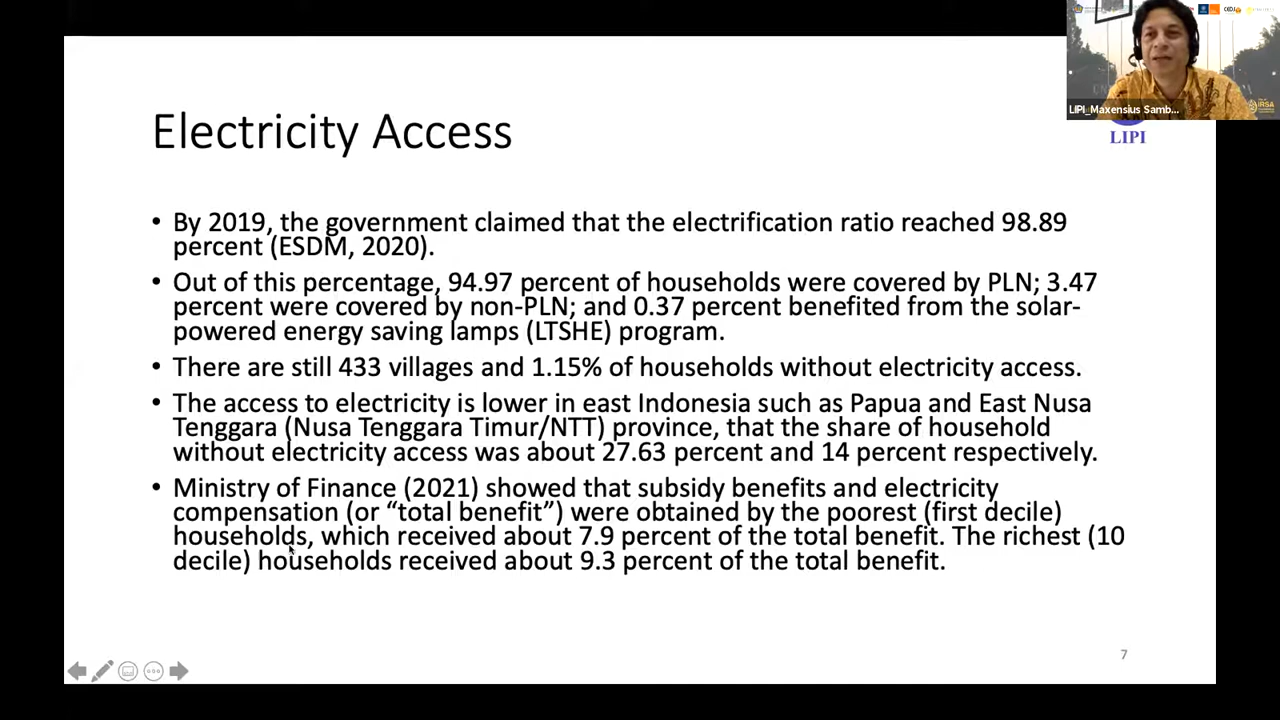 LIPI_Maxensius Samb...
IRSA
LIPI
Electricity Access
• By 2019, the government claimed that the electrification ratio reached 98.89
percent (ESDM, 2020).
• Out of this percentage, 94.97 percent of households were covered by PLN; 3.47
percent were covered by non-PLN; and 0.37 percent benefited from the solar-
powered energy saving lamps (LTSHE) program.
• There are still 433 villages and 1.15% of households without electricity access.
• The access to electricity is lower in east Indonesia such as Papua and East Nusa
Tenggara (Nusa Tenggara Timur/NTT) province, that the share of household
without electricity access was about 27.63 percent and 14 percent respectively.
• Ministry of Finance (2021) showed that subsidy benefits and electricity
compensation (or “total benefit”) were obtained by the poorest (first decile)
households, which received about 7.9 percent of the total benefit. The richest (10
decile) households received about 9.3 percent of the total benefit.
7